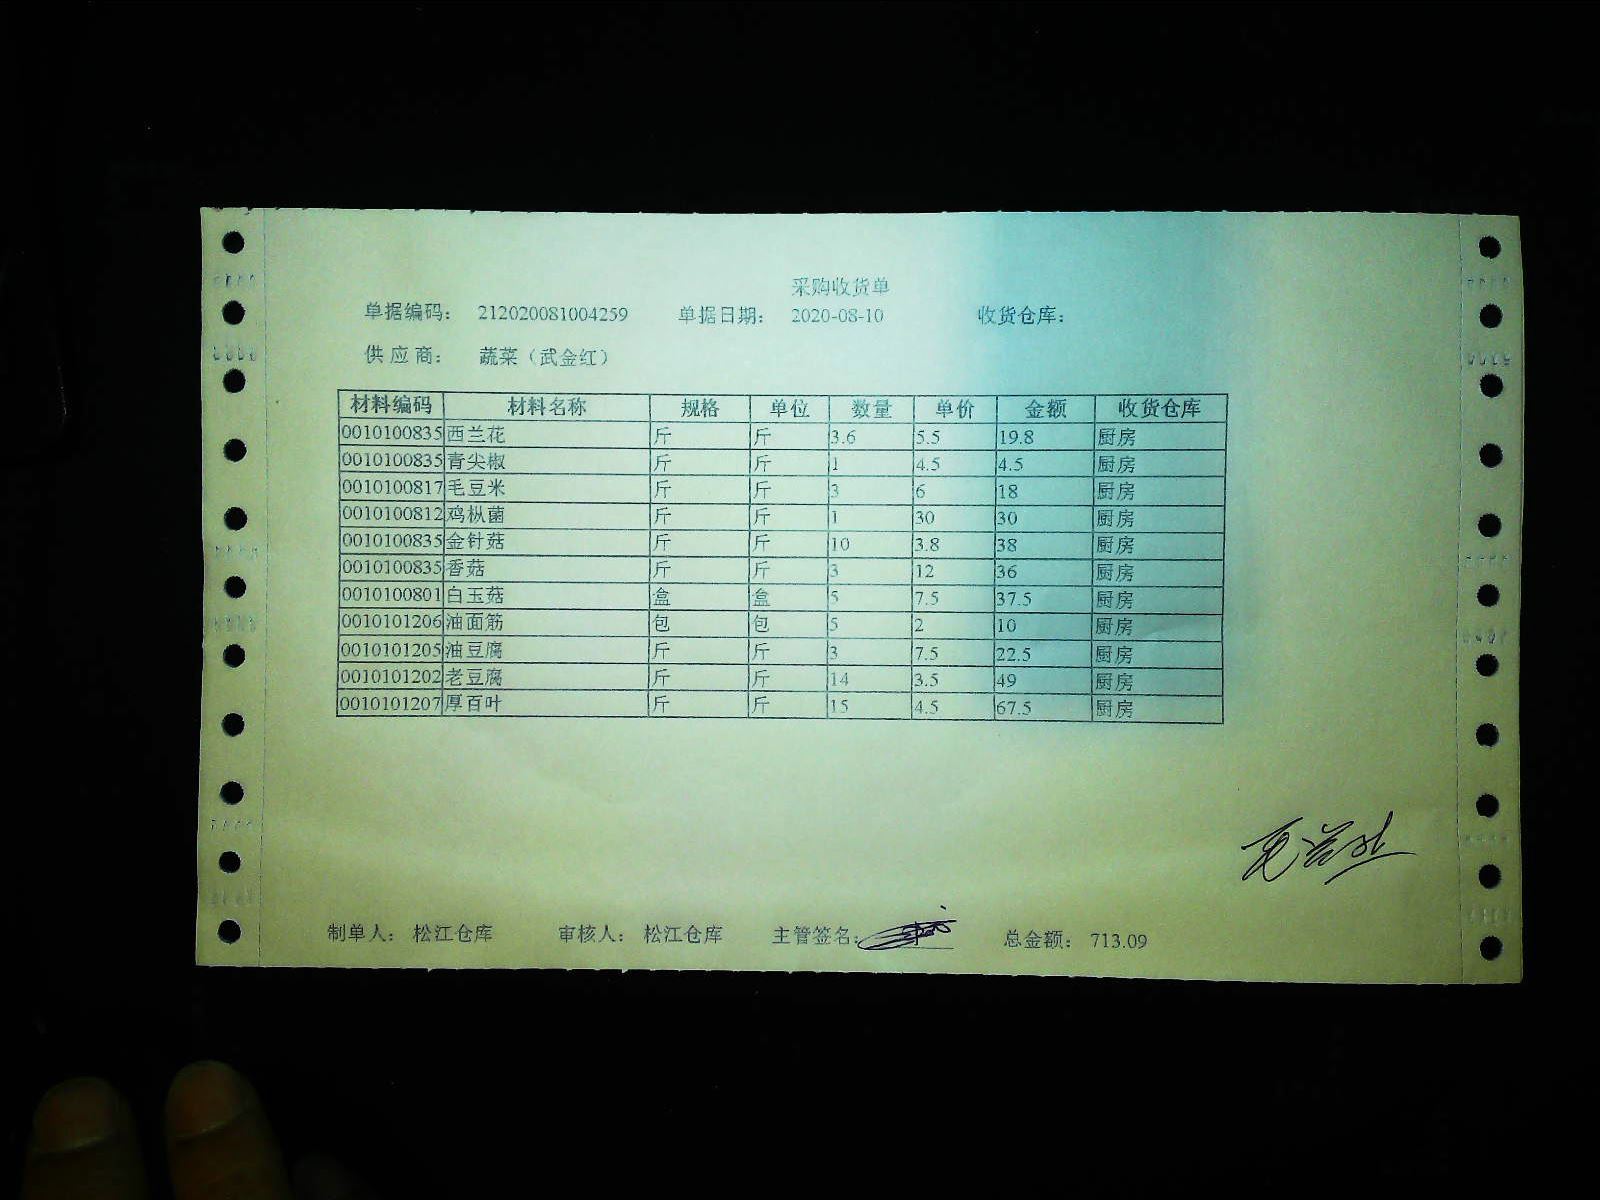 采购收货单
单据编码： 212020081004259 单据日期： 2020-08-10 收货仓库：
供应商： 蔬菜（武金红）
材料编码 材料名称 规格 单位 数量 单价 金额 收货仓库
0010100835 西兰花 斤 斤 3.6 5.5 19.8 厨房
0010100835 青尖椒 斤 斤 1 4.5 4.5 厨房
0010100817 毛豆米 斤 斤 3 6 18 厨房
0010100812 鸡枞菌 斤 斤 1 30 30 厨房
0010100835 金针菇 斤 斤 10 3.8 38 厨房
0010100835 香菇 斤 斤 3 12 36 厨房
0010100801 白玉菇 盒 盒 5 7.5 37.5 厨房
0010101206 油面筋 包 包 5 2 10 厨房
0010101205 油豆腐 斤 斤 3 7.5 22.5 厨房
0010101202 老豆腐 斤 斤 14 3.5 49 厨房
0010101207 厚百叶 斤 斤 15 4.5 67.5 厨房
制单人： 松江仓库 审核人： 松江仓库 主管签名： 总金额： 713.09